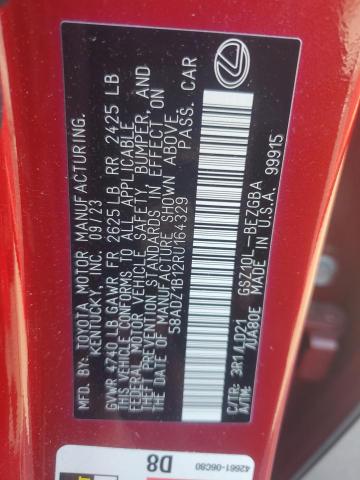 MFD. BY: TOYOTA MOTOR MANUFACTURING.
KENTUCKY, INC. 09/23
GVWR 4740 LB GAWR FR 2625 LB RR 2425 LB
THIS VEHICLE CONFORMS TO ALL APPLICABLE
FEDERAL MOTOR VEHICLE SAFETY, BUMPER, AND
THEFT PREVENTION STANDARDS IN EFFECT ON
THE DATE OF MANUFACTURE SHOWN ABOVE.
58ADZ1B12RU164329 PASS. CAR
GSZ10L-BEZGBA
C/TR: 3R1 LD21
A/TM: /UA80E MADE IN U.S.A. 99915
42661-06C80
D8